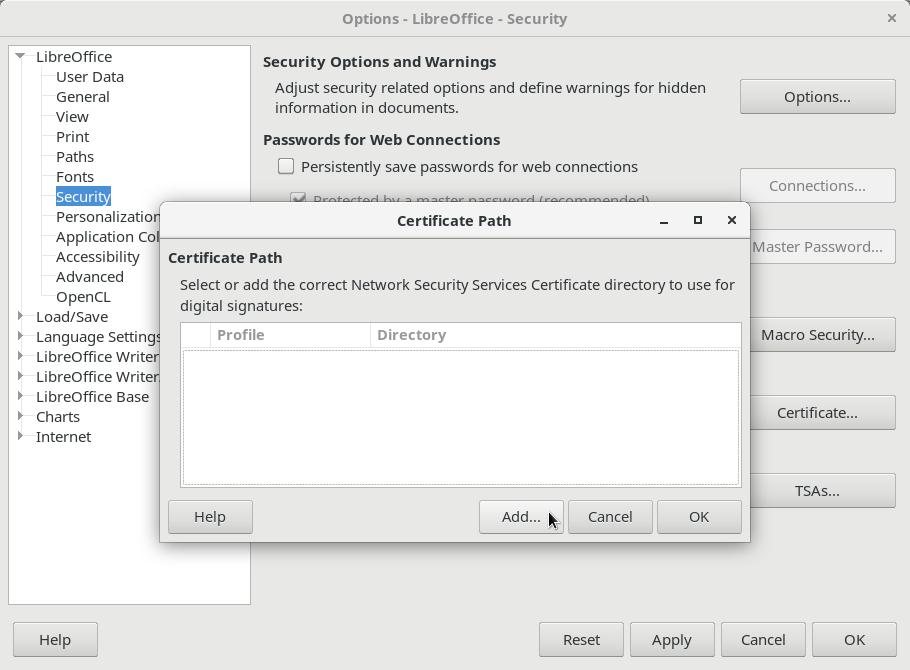 Options - LibreOffice - Security
LibreOffice
User Data
General
View
Print
Paths
Fonts
Security
Personalization
Application Col
Accessibility
Advanced
OpenCL
Load/Save
Language Settings
LibreOffice Writer
LibreOffice Writer
LibreOffice Base
Charts
Internet
Security Options and Warnings
Adjust security related options and define warnings for hidden
information in documents.
Options...
Passwords for Web Connections
Persistently save passwords for web connections
Connections...
Protected by a master password (recommended)
Master Password...
Macro Security...
Certificate...
TSAs...
Certificate Path
Certificate Path
Select or add the correct Network Security Services Certificate directory to use for
digital signatures:
Profile Directory
Help Add... Cancel OK
Help Reset Apply Cancel OK